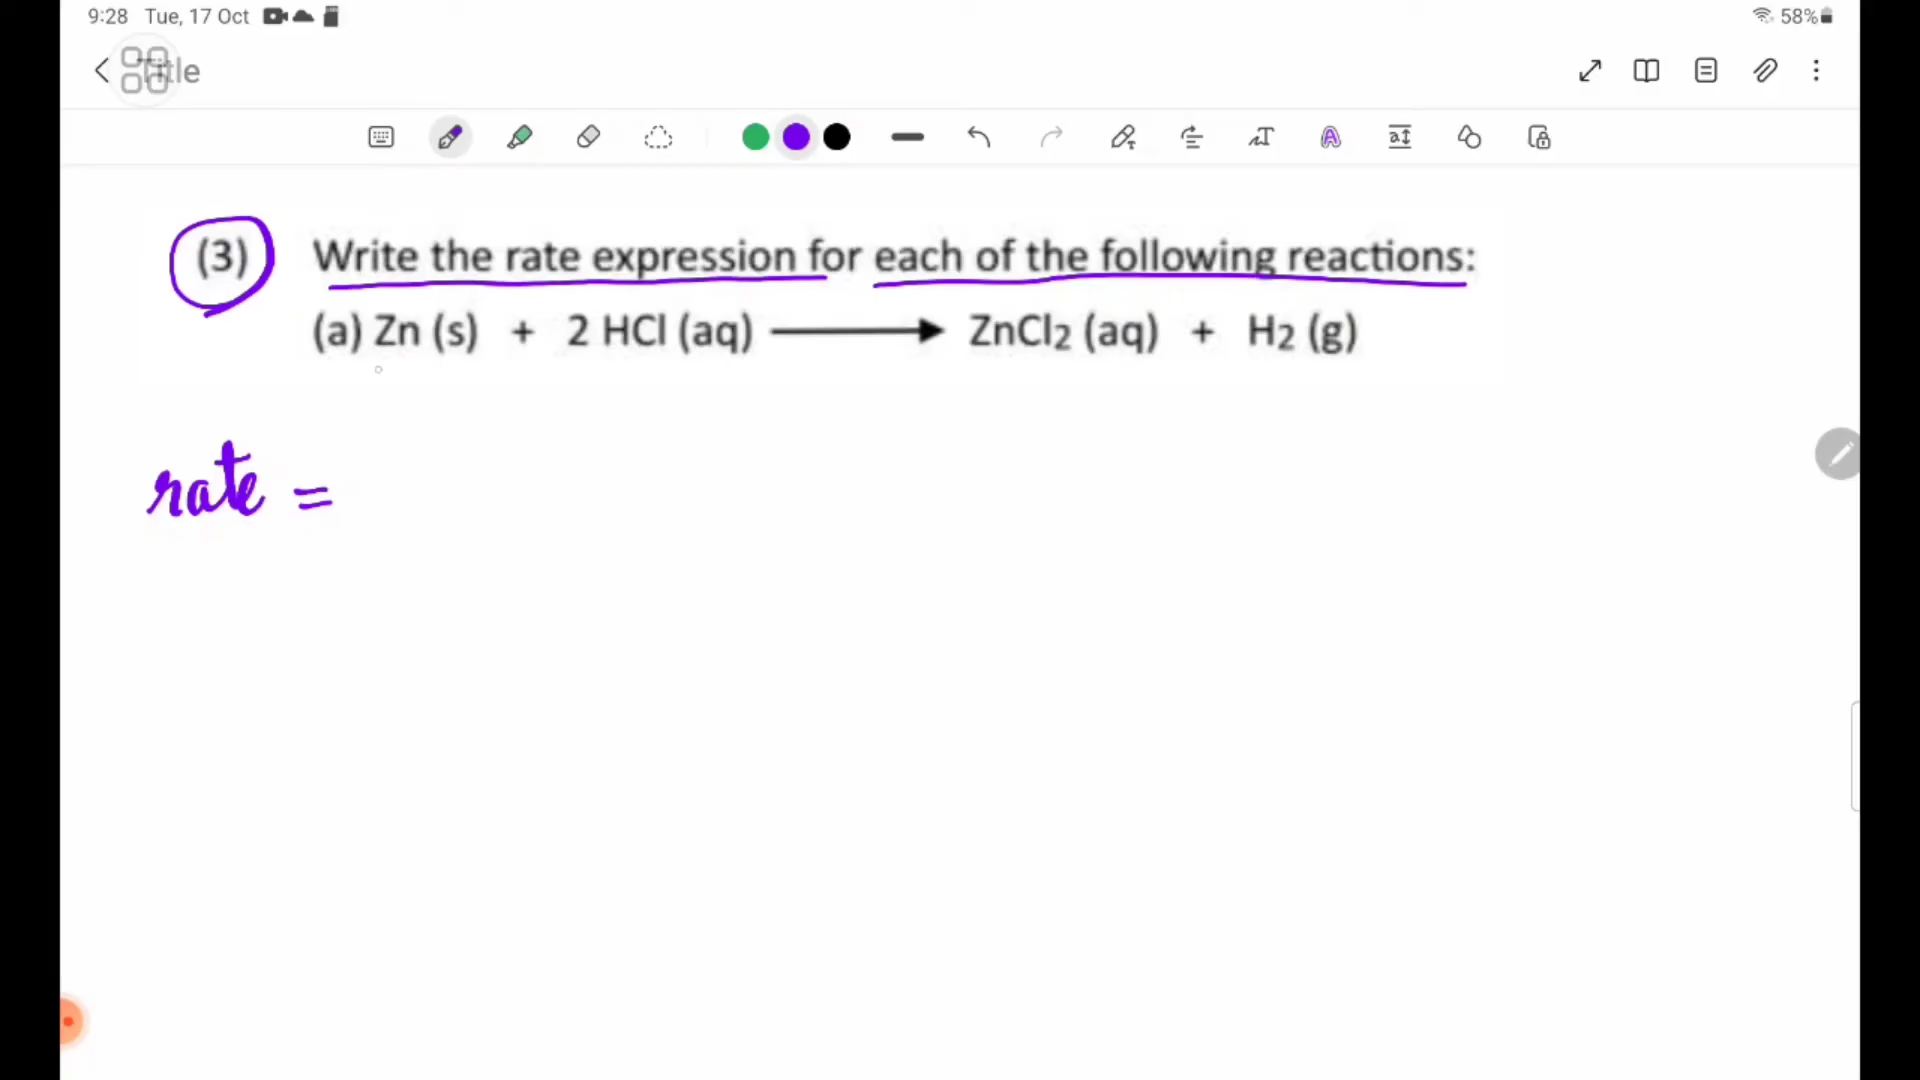 9:28 Tue, 17 Oct 58%
Title
(3) Write the rate expression for each of the following reactions:
(a) Zn (s) + 2 HCl (aq) ⟶ ZnCl₂ (aq) + H₂ (g)
rate =